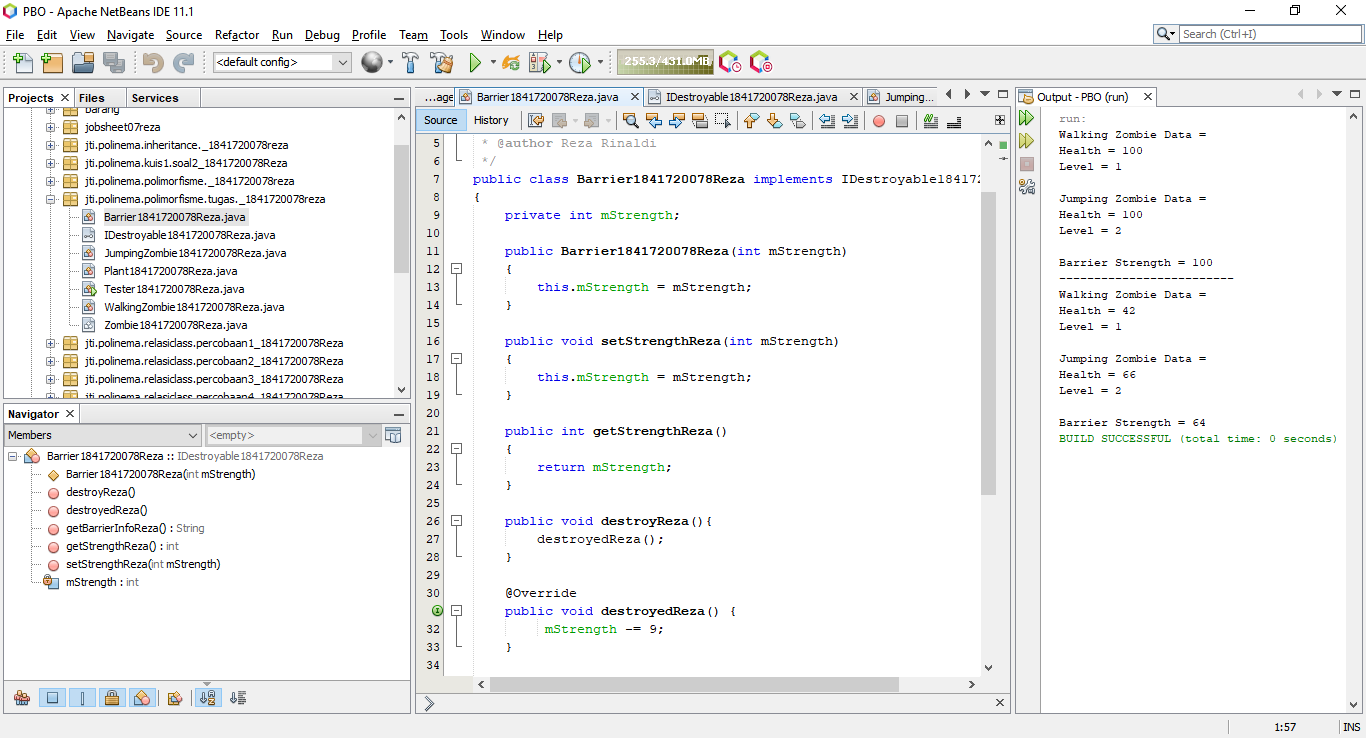 PBO - Apache NetBeans IDE 11.1
File Edit View Navigate Source Refactor Run Debug Profile Team Tools Window Help
Search (Ctrl+I)
<default config>
255.3/431.0MB
Projects Files Services
barang
jobsheet07reza
jti.polinema.inheritance._1841720078reza
jti.polinema.kuis1.soal2_1841720078Reza
jti.polinema.polimorfisme._1841720078reza
jti.polinema.polimorfisme.tugas._1841720078reza
Barrier1841720078Reza.java
IDestroyable1841720078Reza.java
JumpingZombie1841720078Reza.java
Plant1841720078Reza.java
Tester1841720078Reza.java
WalkingZombie1841720078Reza.java
Zombie1841720078Reza.java
jti.polinema.relasiclass.percobaan1_1841720078Reza
jti.polinema.relasiclass.percobaan2_1841720078Reza
jti.polinema.relasiclass.percobaan3_1841720078Reza
jti.polinema.relasiclass.percobaan4_1841720078Reza
Navigator
Members <empty>
Barrier1841720078Reza :: IDestroyable1841720078Reza
Barrier1841720078Reza(int mStrength)
destroyReza()
destroyedReza()
getBarrierInfoReza() : String
getStrengthReza() : int
setStrengthReza(int mStrength)
mStrength : int
...age Barrier1841720078Reza.java IDestroyable1841720078Reza.java Jumping...
Source History
5 * @author Reza Rinaldi
6 */
7 public class Barrier1841720078Reza implements IDestroyable18417
8 {
9 private int mStrength;
10
11 public Barrier1841720078Reza(int mStrength)
12 {
13 this.mStrength = mStrength;
14 }
15
16 public void setStrengthReza(int mStrength)
17 {
18 this.mStrength = mStrength;
19 }
20
21 public int getStrengthReza()
22 {
23 return mStrength;
24 }
25
26 public void destroyReza(){
27 destroyedReza();
28 }
29
30 @Override
public void destroyedReza() {
32 mStrength -= 9;
33 }
34
Output - PBO (run)
run:
Walking Zombie Data =
Health = 100
Level = 1
Jumping Zombie Data =
Health = 100
Level = 2
Barrier Strength = 100
-------------------------
Walking Zombie Data =
Health = 42
Level = 1
Jumping Zombie Data =
Health = 66
Level = 2
Barrier Strength = 64
BUILD SUCCESSFUL (total time: 0 seconds)
1:57 INS